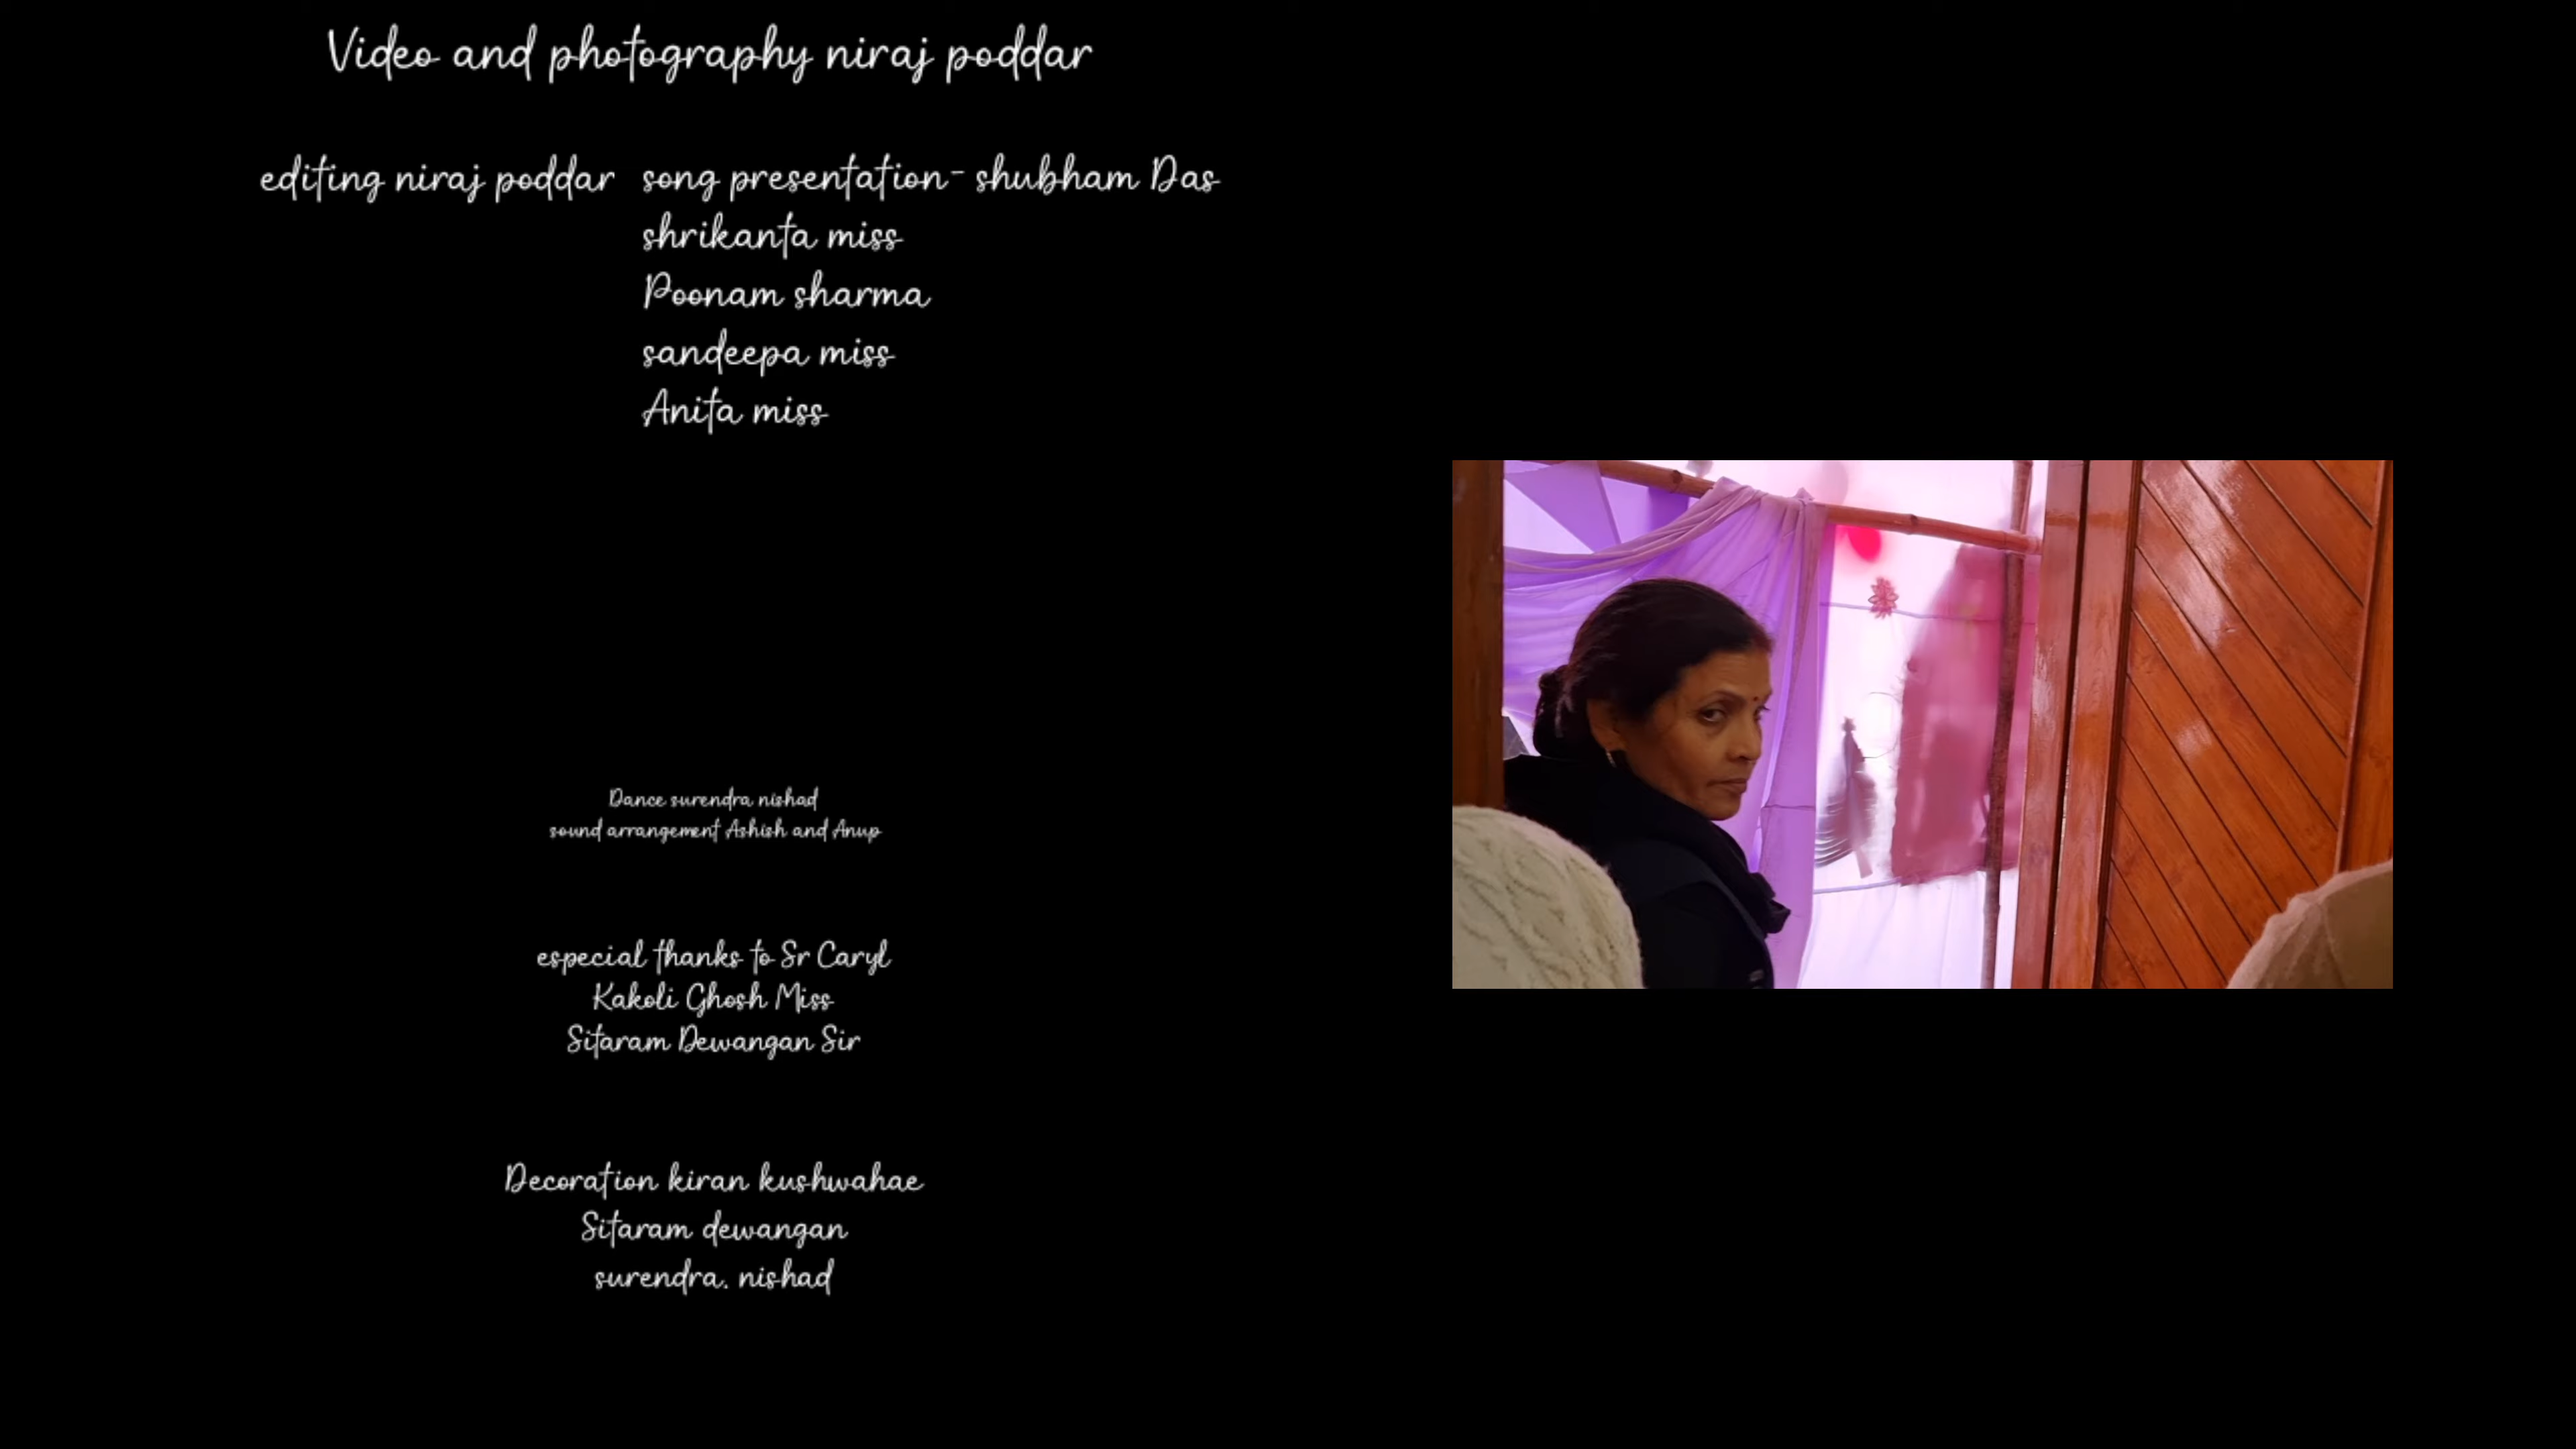 Video and photography niraj poddar
editing niraj poddar
song presentation- shubham Das
shrikanta miss
Poonam sharma
sandeepa miss
Anita miss
Dance surendra nishad
sound arrangement Ashish and Anup
especial thanks to Sr Caryl
Kakoli Ghosh Miss
Sitaram Dewangan Sir
Decoration kiran kushwahae
Sitaram dewangan
surendra. nishad